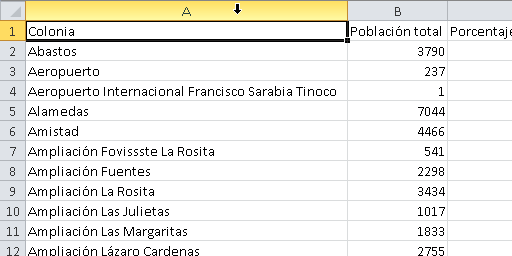 A B
1 Colonia Población total Porcentaje
2 Abastos 3790
3 Aeropuerto 237
4 Aeropuerto Internacional Francisco Sarabia Tinoco 1
5 Alamedas 7044
6 Amistad 4466
7 Ampliación Fovissste La Rosita 541
8 Ampliación Fuentes 2298
9 Ampliación La Rosita 3434
10 Ampliación Las Julietas 1017
11 Ampliación Las Margaritas 1833
12 Ampliación Lázaro Cardenas 2755